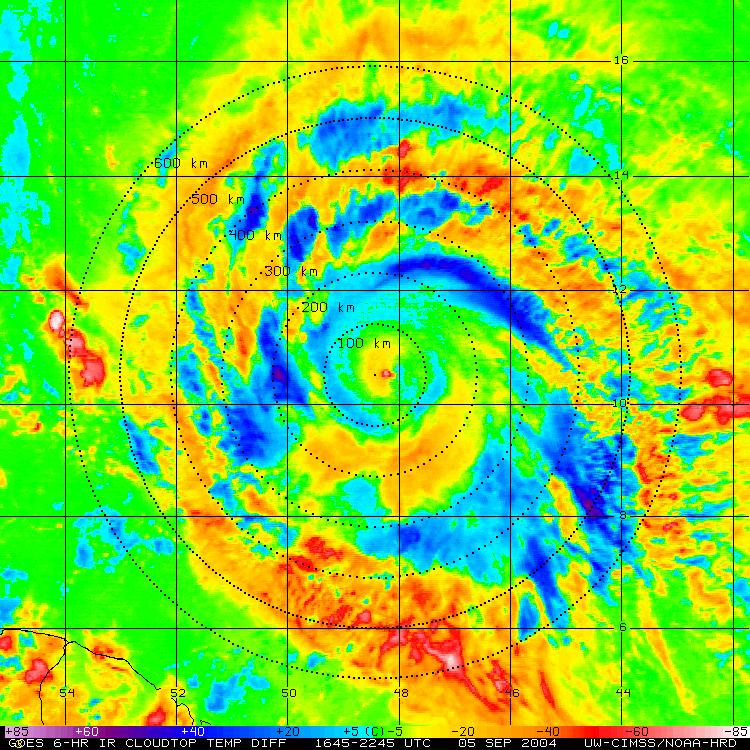 16
600 km
14
500 km
400 km
300 km
12
200 km
100 km
10
8
6
54 52 50 48 46 44
+85 +60 +40 +20 +5 (C) -5 -20 -40 -60 -85
GOES 6-HR IR CLOUDTOP TEMP DIFF 1645-2245 UTC 05 SEP 2004 UW-CIMSS/NOAA-HRD